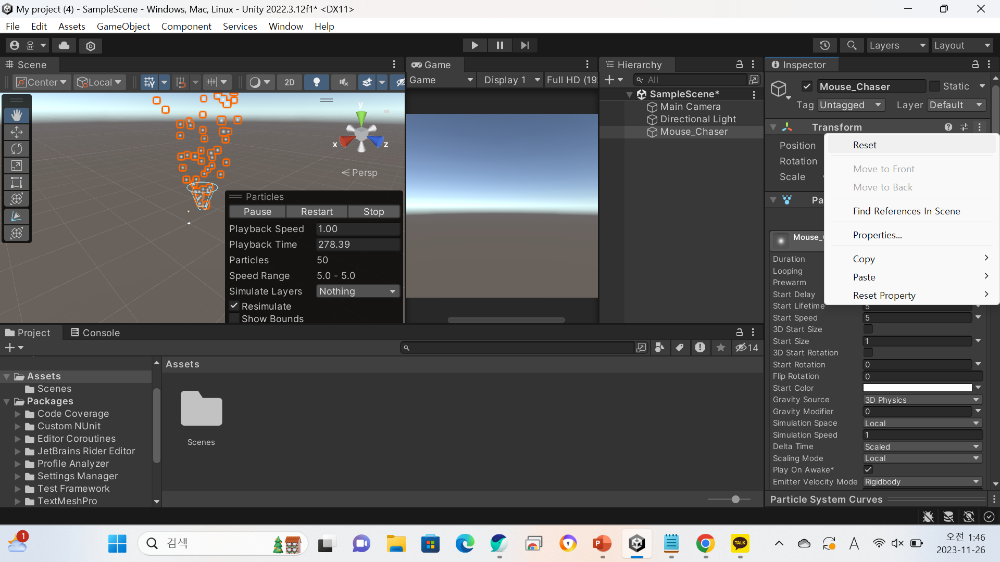 My project (4) - SampleScene - Windows, Mac, Linux - Unity 2022.3.12f1* <DX11>
File Edit Assets GameObject Component Services Window Help
윤
Layers Layout
Scene
Center Local 2D
Persp
y
x
z
Particles
Pause Restart Stop
Playback Speed 1.00
Playback Time 278.39
Particles 50
Speed Range 5.0 - 5.0
Simulate Layers Nothing
Resimulate
Show Bounds
Game
Game Display 1 Full HD (19
Hierarchy
All
SampleScene*
Main Camera
Directional Light
Mouse_Chaser
Inspector
Mouse_Chaser Static
Tag Untagged Layer Default
Transform
Position
Rotation
Scale
Pa
Reset
Move to Front
Move to Back
Find References In Scene
Properties...
Copy
Paste
Reset Property
Mouse_
Duration
Looping
Prewarm
Start Delay
Start Lifetime 5
Start Speed 5
3D Start Size
Start Size 1
3D Start Rotation
Start Rotation 0
Flip Rotation 0
Start Color
Gravity Source 3D Physics
Gravity Modifier 0
Simulation Space Local
Simulation Speed 1
Delta Time Scaled
Scaling Mode Local
Play On Awake*
Emitter Velocity Mode Rigidbody
Particle System Curves
Project Console
14
Assets
Scenes
Packages
Code Coverage
Custom NUnit
Editor Coroutines
JetBrains Rider Editor
Profile Analyzer
Settings Manager
Test Framework
TextMeshPro
Assets
Scenes
1
검색
P
TALK
A
오전 1:46
2023-11-26